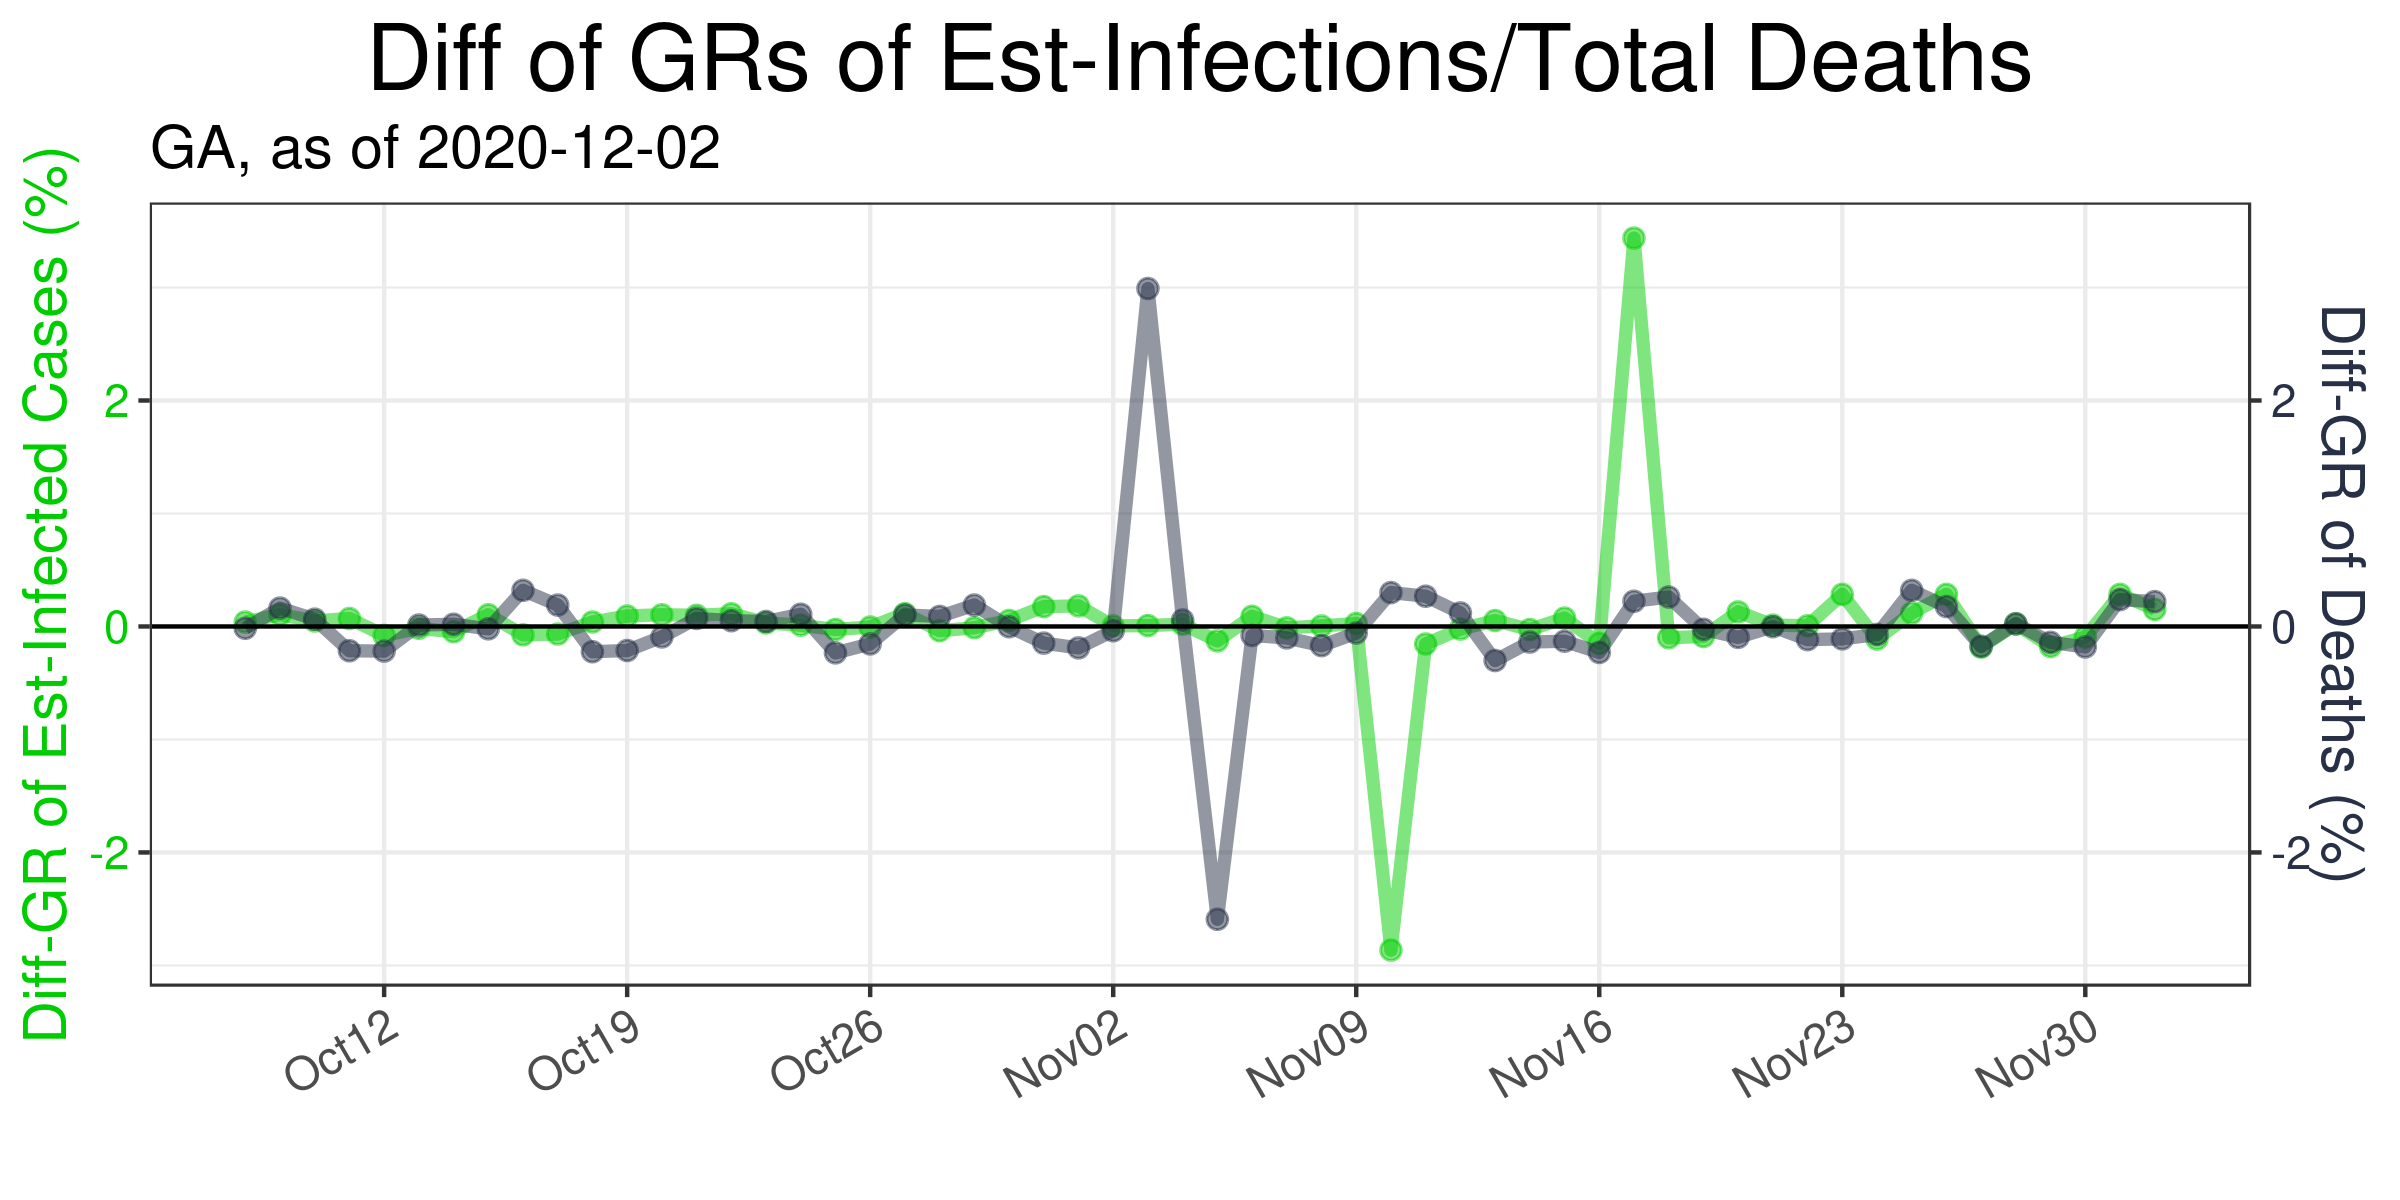 Diff of GRs of Est-Infections/Total Deaths
GA, as of 2020-12-02
Diff-GR of Est-Infected Cases (%)
2
0
-2
2
0
-2
Diff-GR of Deaths (%)
Oct12
Oct19
Oct26
Nov02
Nov09
Nov16
Nov23
Nov30